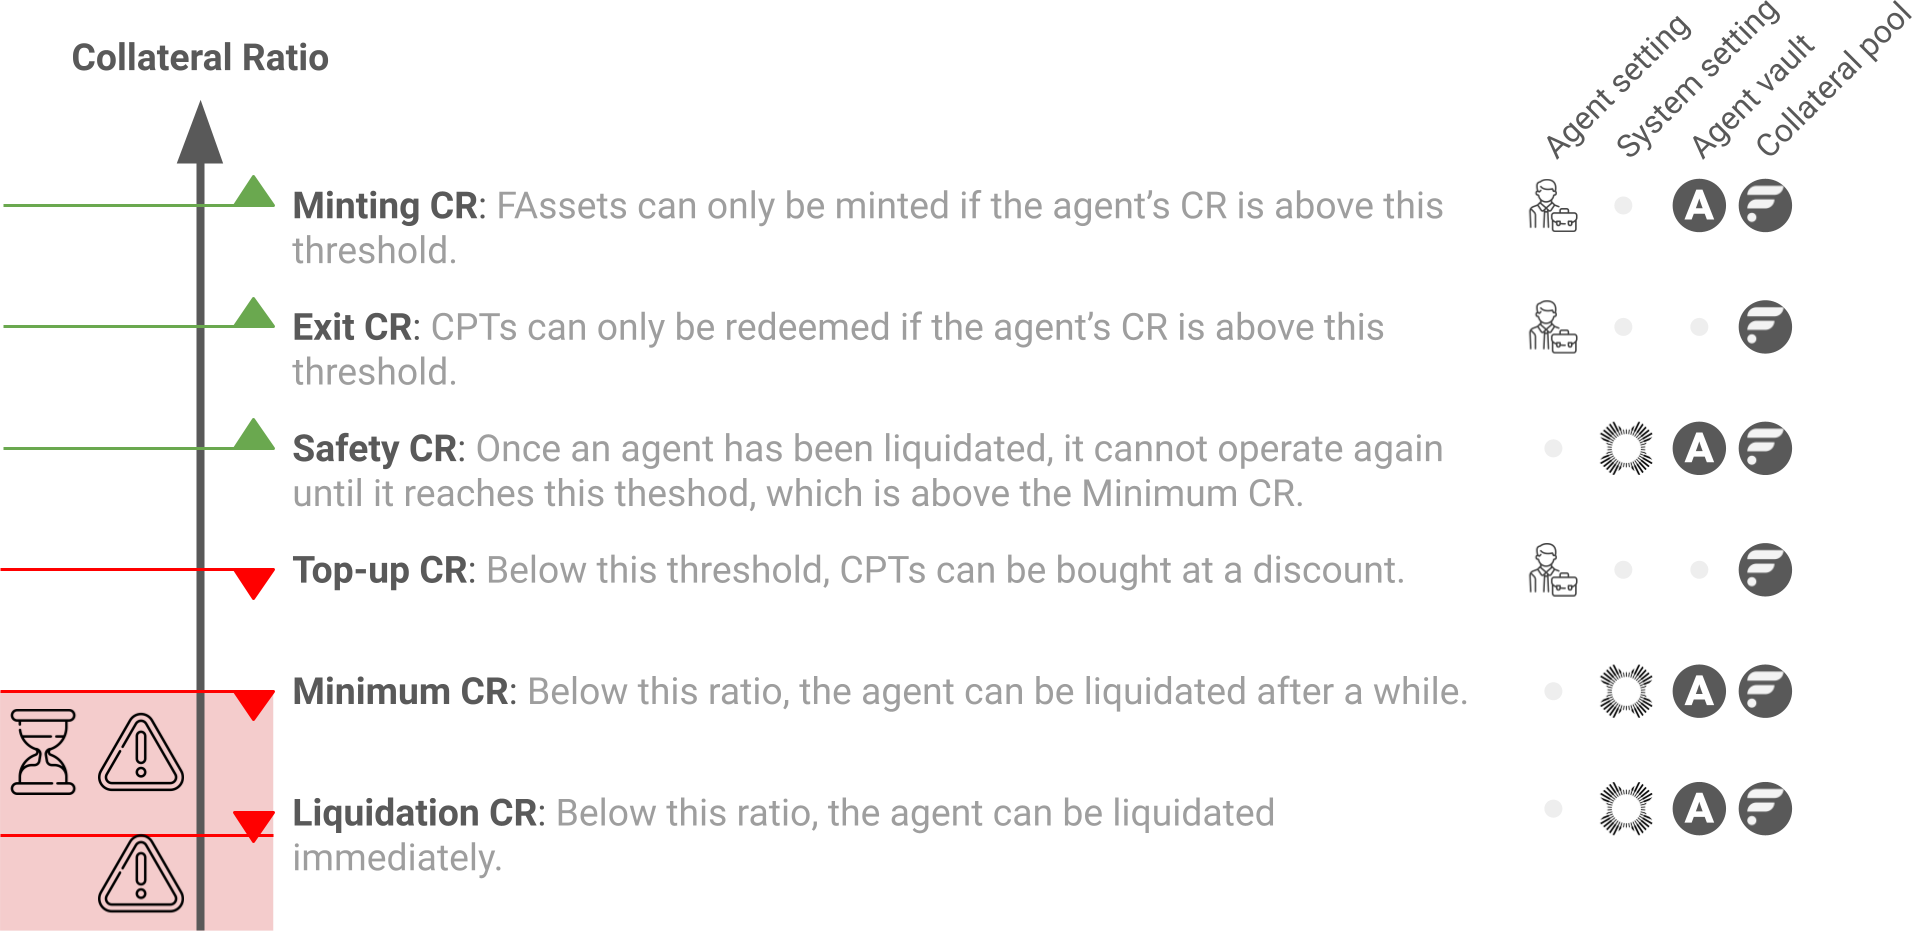 Collateral Ratio
Agent setting
System setting
Agent vault
Collateral pool
Minting CR: FAssets can only be minted if the agent’s CR is above this
threshold.
A
Exit CR: CPTs can only be redeemed if the agent’s CR is above this
threshold.
Safety CR: Once an agent has been liquidated, it cannot operate again
until it reaches this theshod, which is above the Minimum CR.
A
Top-up CR: Below this threshold, CPTs can be bought at a discount.
Minimum CR: Below this ratio, the agent can be liquidated after a while.
A
Liquidation CR: Below this ratio, the agent can be liquidated
immediately.
A